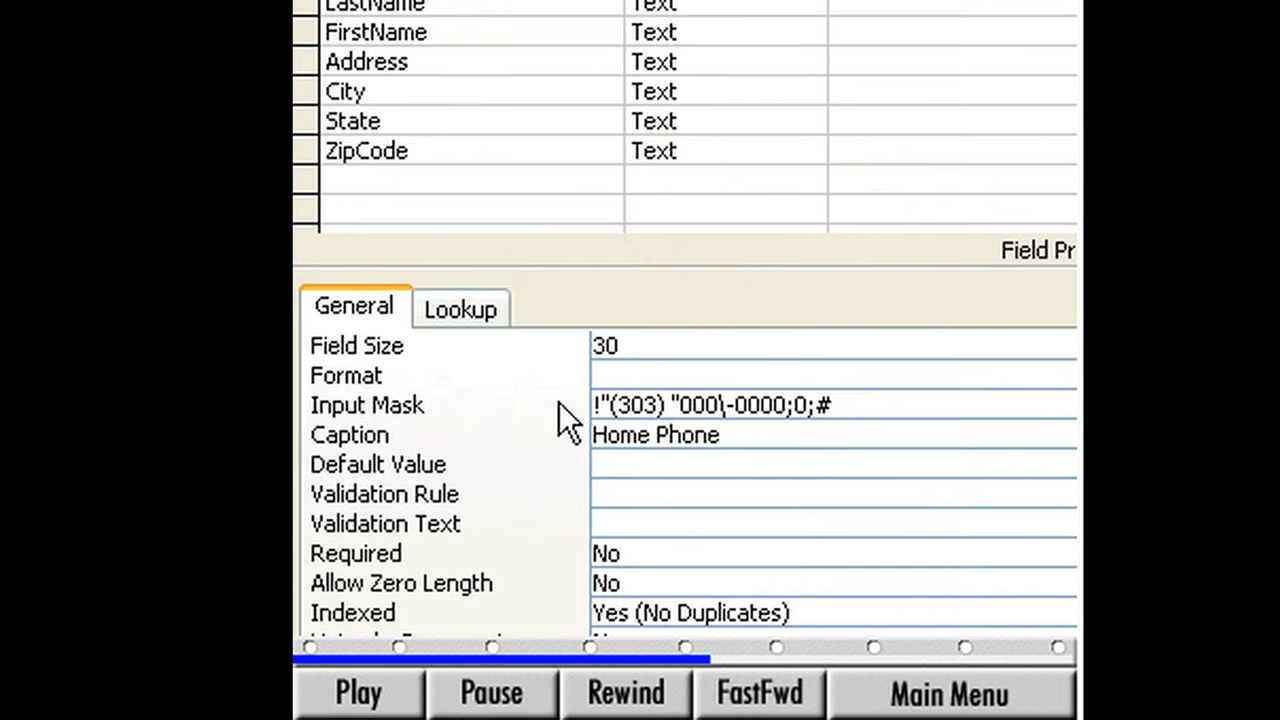 LastName Text
FirstName Text
Address Text
City Text
State Text
ZipCode Text
Field Pr
General Lookup
Field Size 30
Format
Input Mask !"(303) "000\-0000;0;#
Caption Home Phone
Default Value
Validation Rule
Validation Text
Required No
Allow Zero Length No
Indexed Yes (No Duplicates)
Play Pause Rewind FastFwd Main Menu